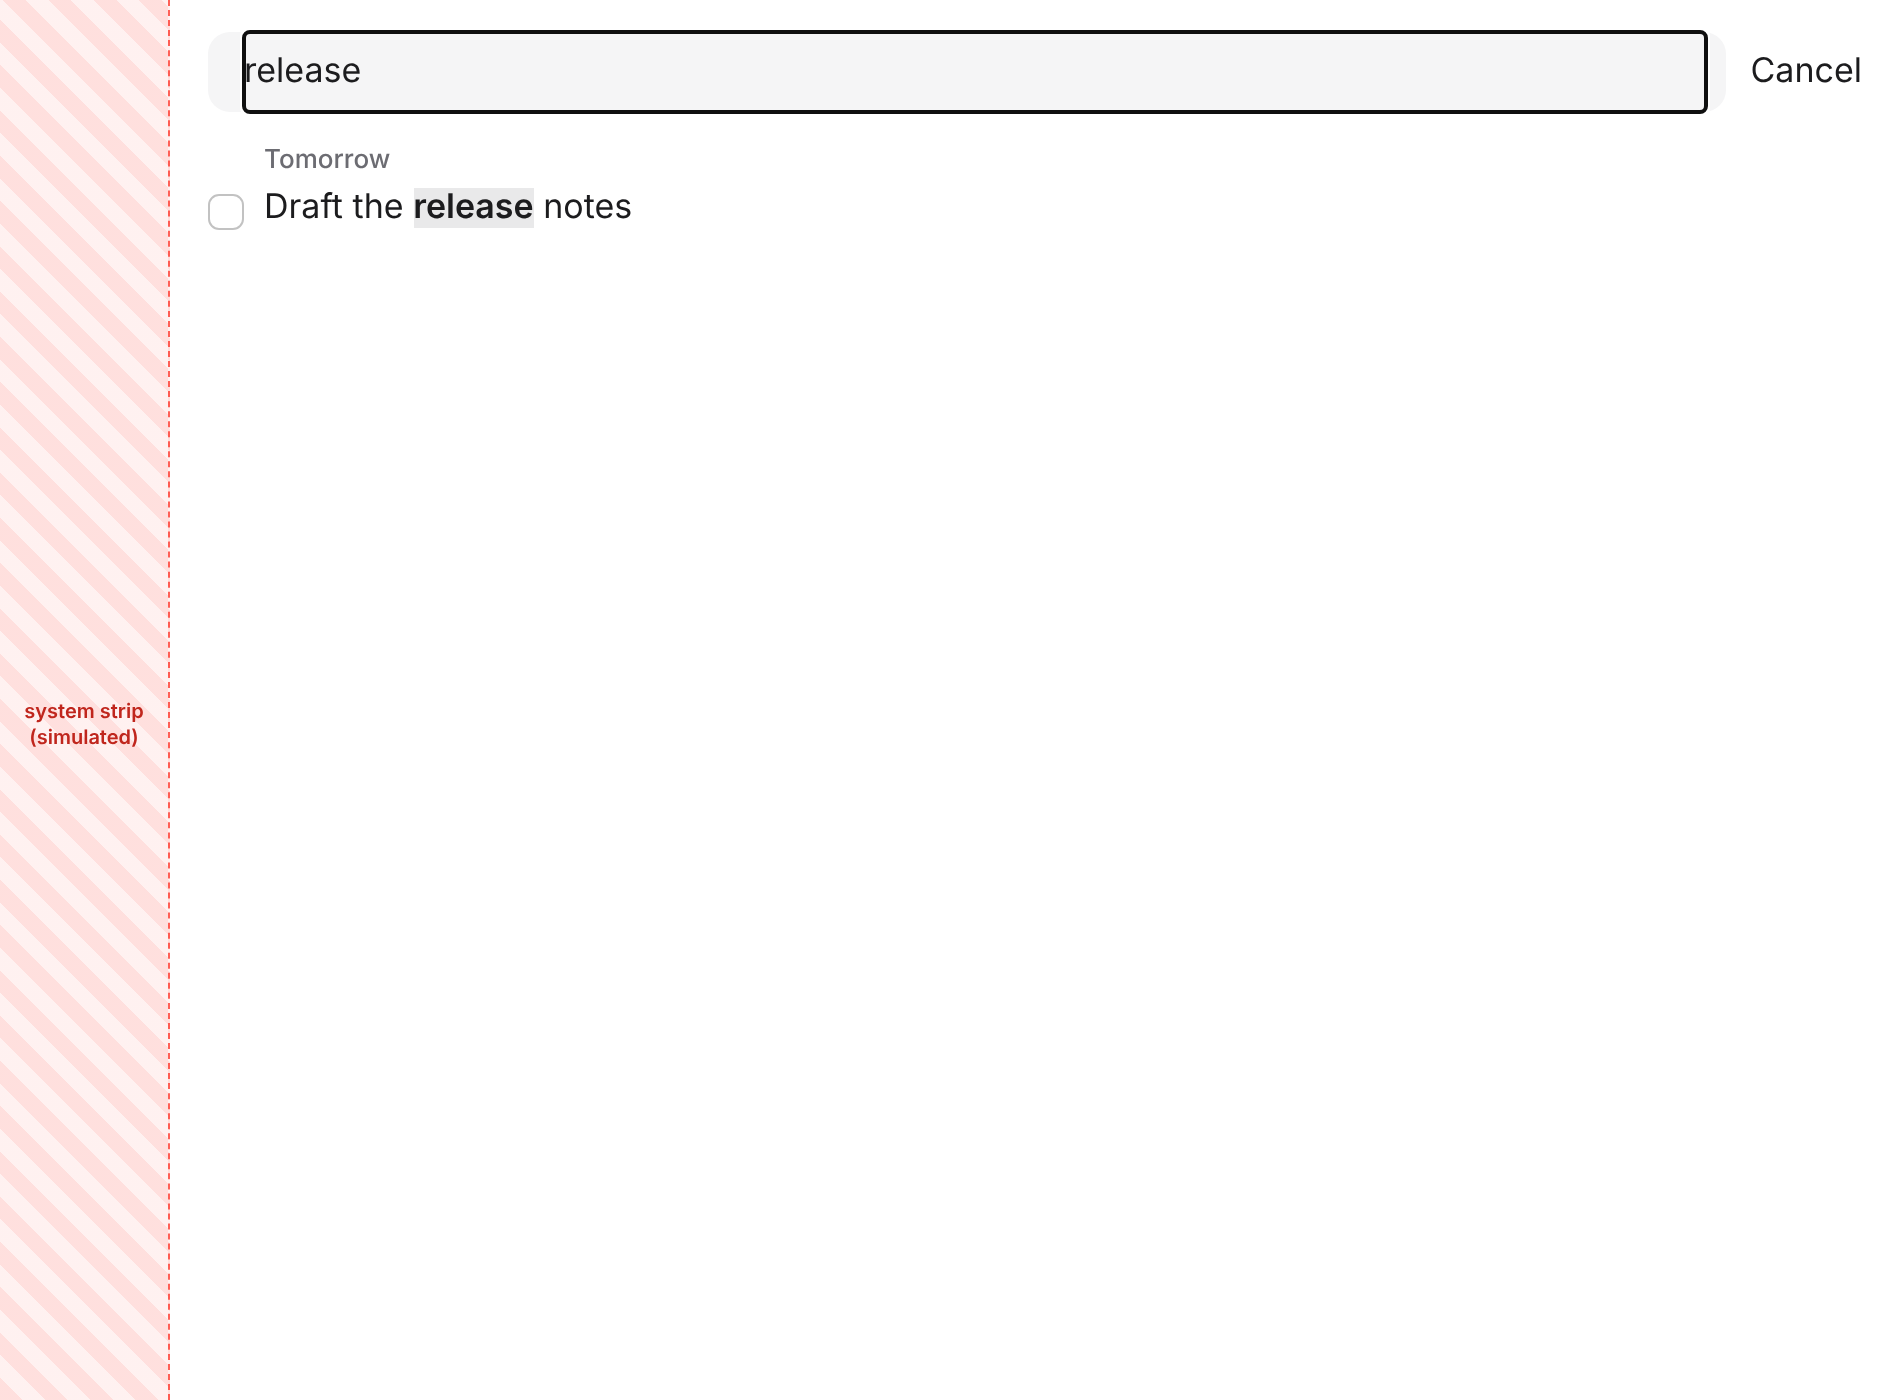 release
Cancel
Tomorrow
Draft the release notes
system strip
(simulated)